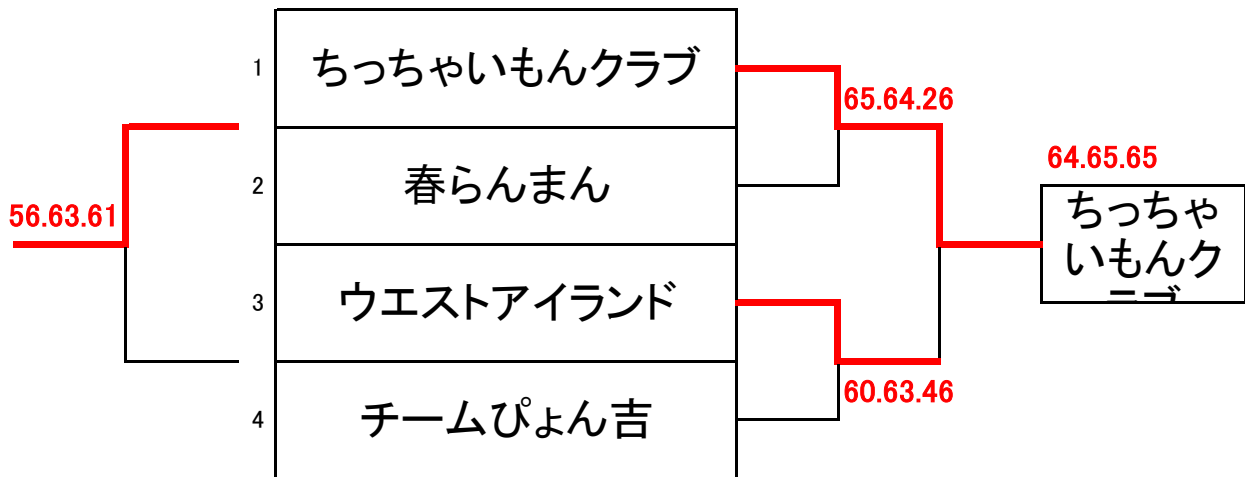 1
ちっちゃいもんクラブ
65.64.26
64.65.65
2
春らんまん
ちっちゃ
いもんク
ラブ
56.63.61
3
ウエストアイランド
60.63.46
4
チームぴょん吉